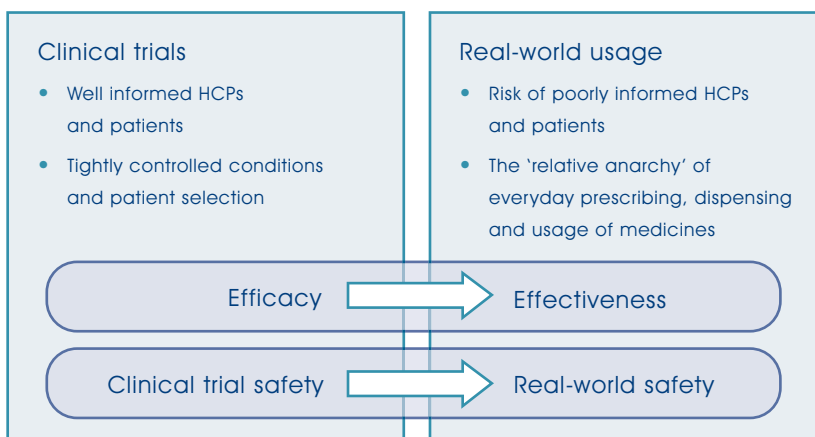 Clinical trials
• Well informed HCPs
and patients
• Tightly controlled conditions
and patient selection
Real-world usage
• Risk of poorly informed HCPs
and patients
• The ‘relative anarchy’ of
everyday prescribing, dispensing
and usage of medicines
Efficacy
Effectiveness
Clinical trial safety
Real-world safety